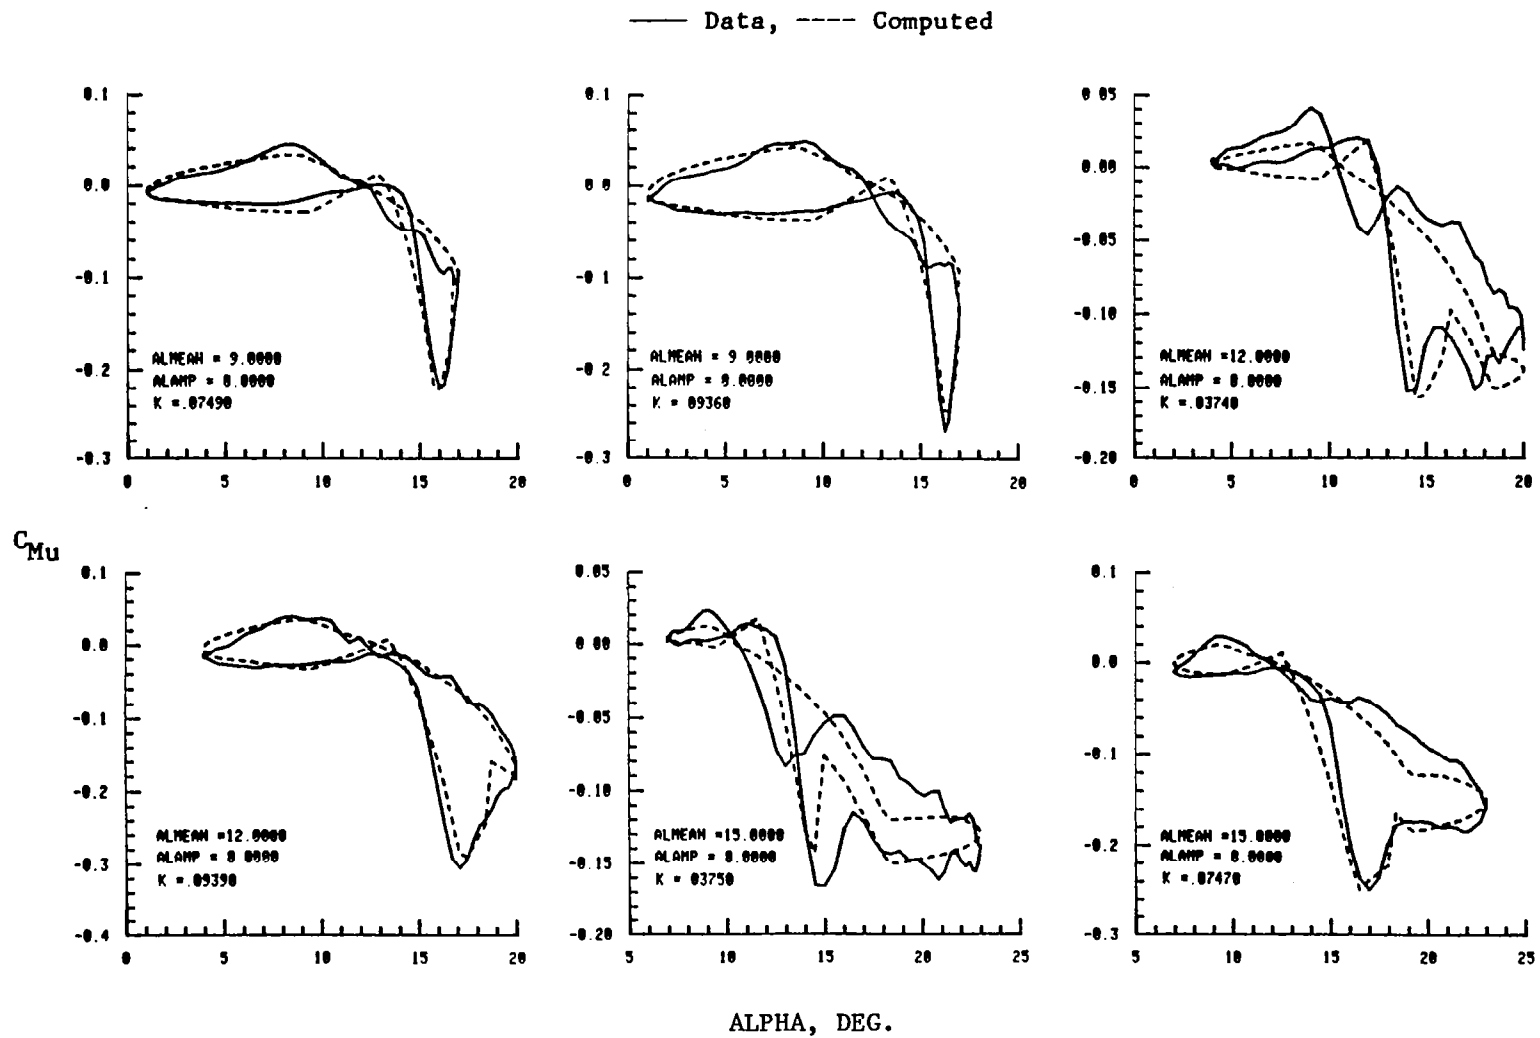 Data, ---- Computed
0.1
0.0
-0.1
-0.2
-0.3
0 5 10 15 20
ALMEAN = 9.0000
ALAMP = 8.0000
K =.07490
0.1
0.0
-0.1
-0.2
-0.3
0 5 10 15 20
ALMEAN = 9 0000
ALAMP = 8.0000
K = 09360
0.05
0.00
-0.05
-0.10
-0.15
-0.20
0 5 10 15 20
ALMEAN =12.0000
ALAMP = 8.0000
K =.03740
CMu
0.1
0.0
-0.1
-0.2
-0.3
-0.4
0 5 10 15 20
ALMEAN =12.0000
ALAMP = 8 0000
K =.09390
0.05
0 00
-0.05
-0.10
-0.15
-0.20
5 10 15 20 25
ALMEAN =15.0000
ALAMP = 8.0000
K = 03750
0.1
0.0
-0.1
-0.2
-0.3
5 10 15 20 25
ALMEAN =15.0000
ALAMP = 8.0000
K =.07470
ALPHA, DEG.